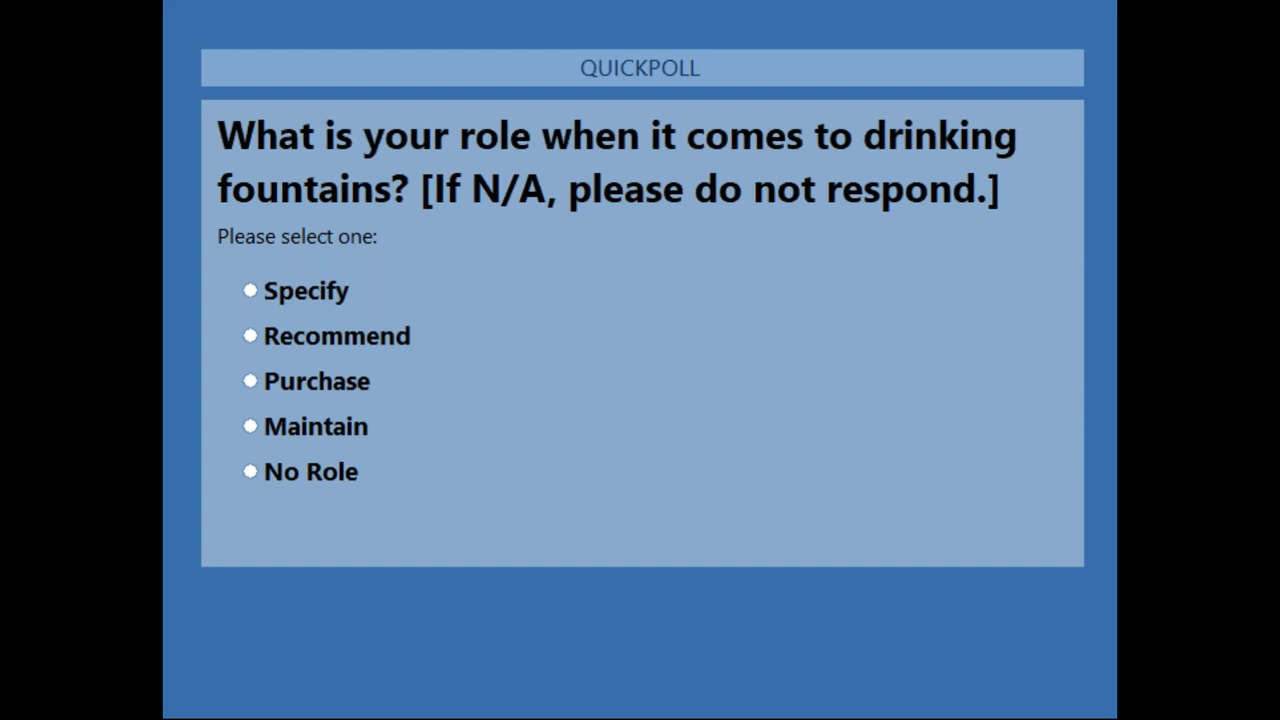 QUICKPOLL
What is your role when it comes to drinking
fountains? [If N/A, please do not respond.]
Please select one:
Specify
Recommend
Purchase
Maintain
No Role